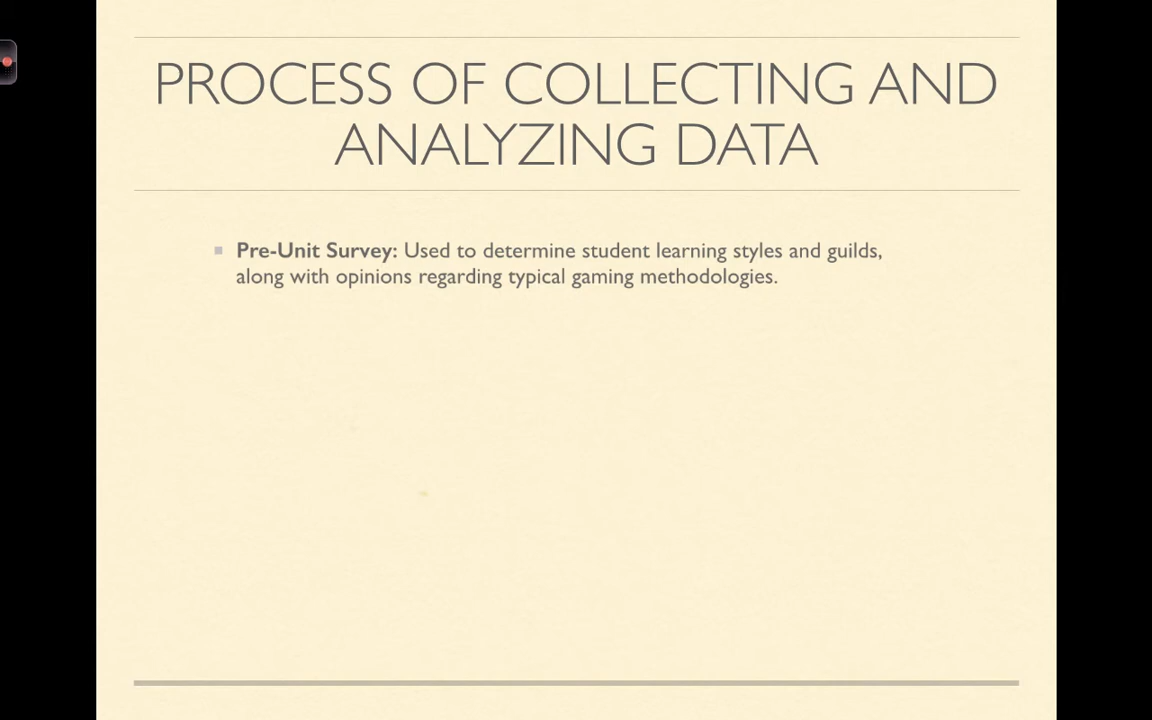 PROCESS OF COLLECTING AND
ANALYZING DATA
Pre-Unit Survey: Used to determine student learning styles and guilds,
along with opinions regarding typical gaming methodologies.